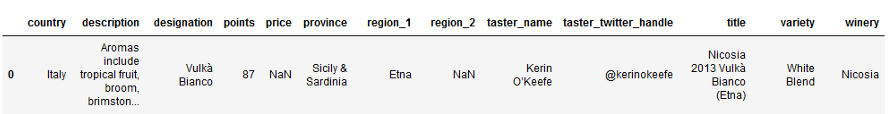 country description designation points price province region_1 region_2 taster_name taster_twitter_handle title variety winery
0 Italy Aromas include tropical fruit, broom, brimston... Vulkà Bianco 87 NaN Sicily & Sardinia Etna NaN Kerin O'Keefe @kerinokeefe Nicosia 2013 Vulkà Bianco (Etna) White Blend Nicosia